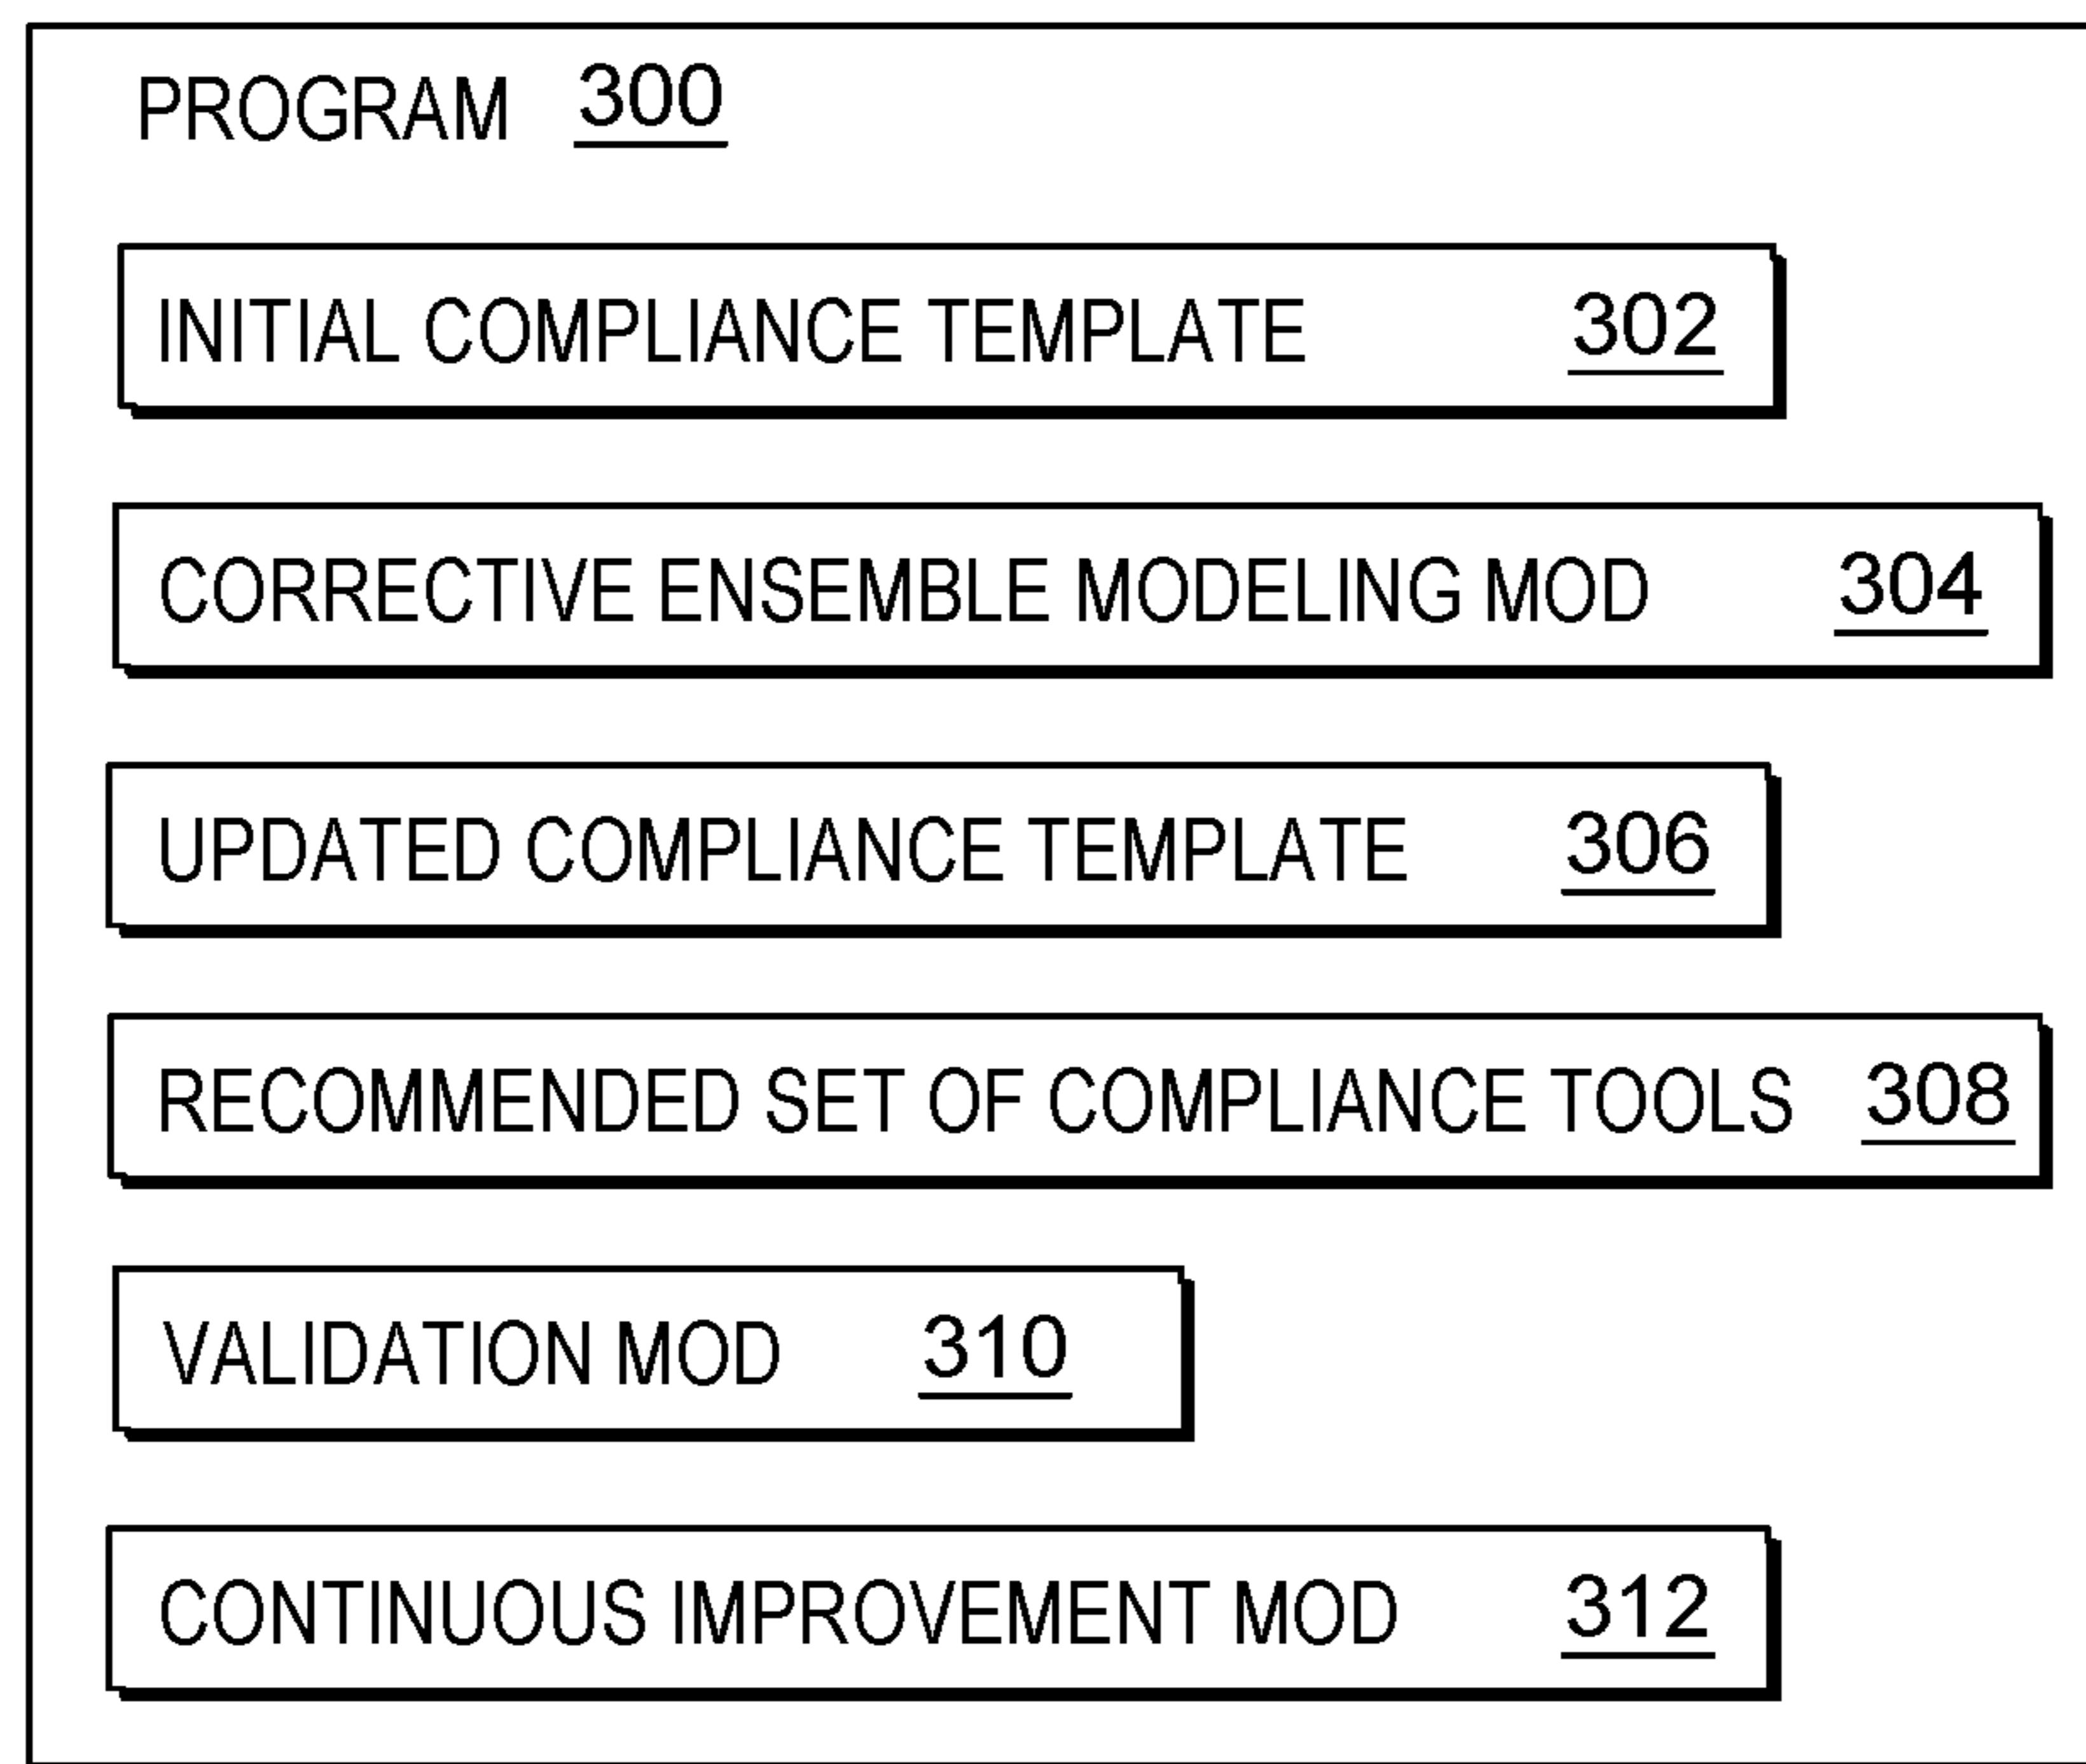 PROGRAM 300
INITIAL COMPLIANCE TEMPLATE 302
CORRECTIVE ENSEMBLE MODELING MOD 304
UPDATED COMPLIANCE TEMPLATE 306
RECOMMENDED SET OF COMPLIANCE TOOLS 308
VALIDATION MOD 310
CONTINUOUS IMPROVEMENT MOD 312